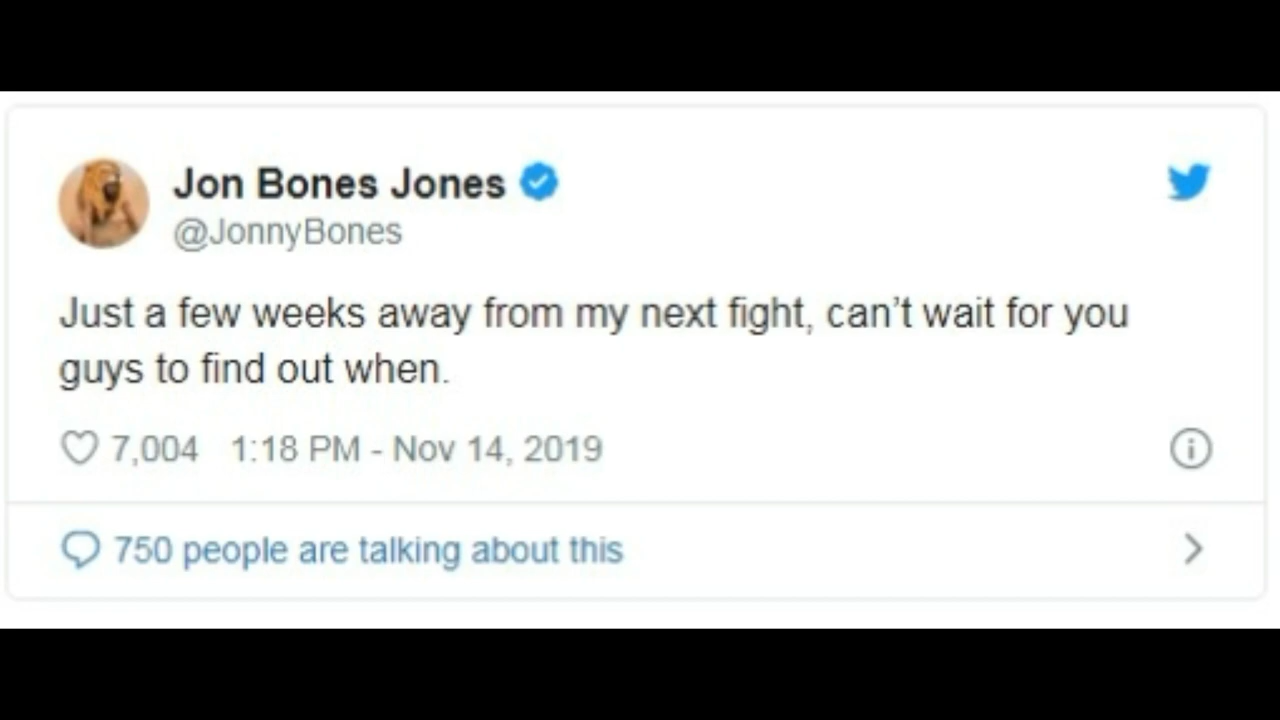 Jon Bones Jones
@JonnyBones
Just a few weeks away from my next fight, can’t wait for you
guys to find out when.
7,004 1:18 PM - Nov 14, 2019
750 people are talking about this